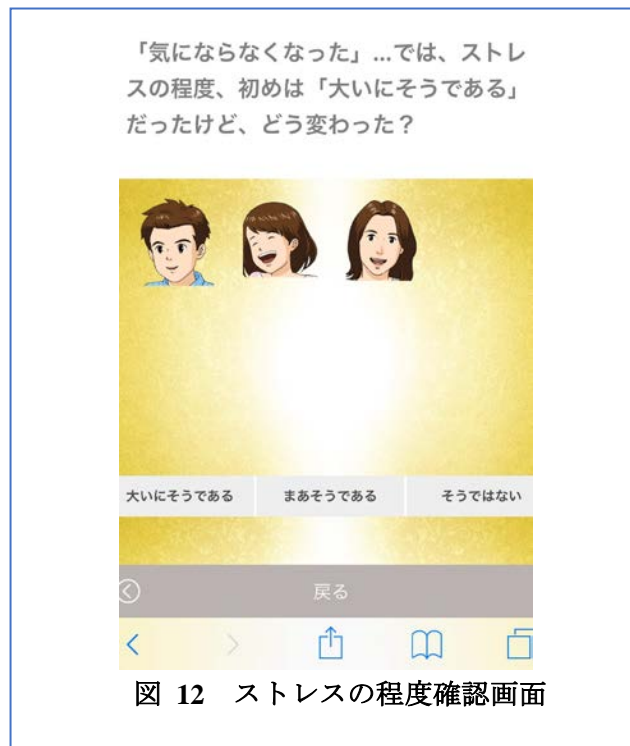 「気にならなくなった」…では、ストレ
スの程度、初めは「大いにそうである」
だったけど、どう変わった？
大いにそうである まあそうである そうではない
戻る
図 12 ストレスの程度確認画面